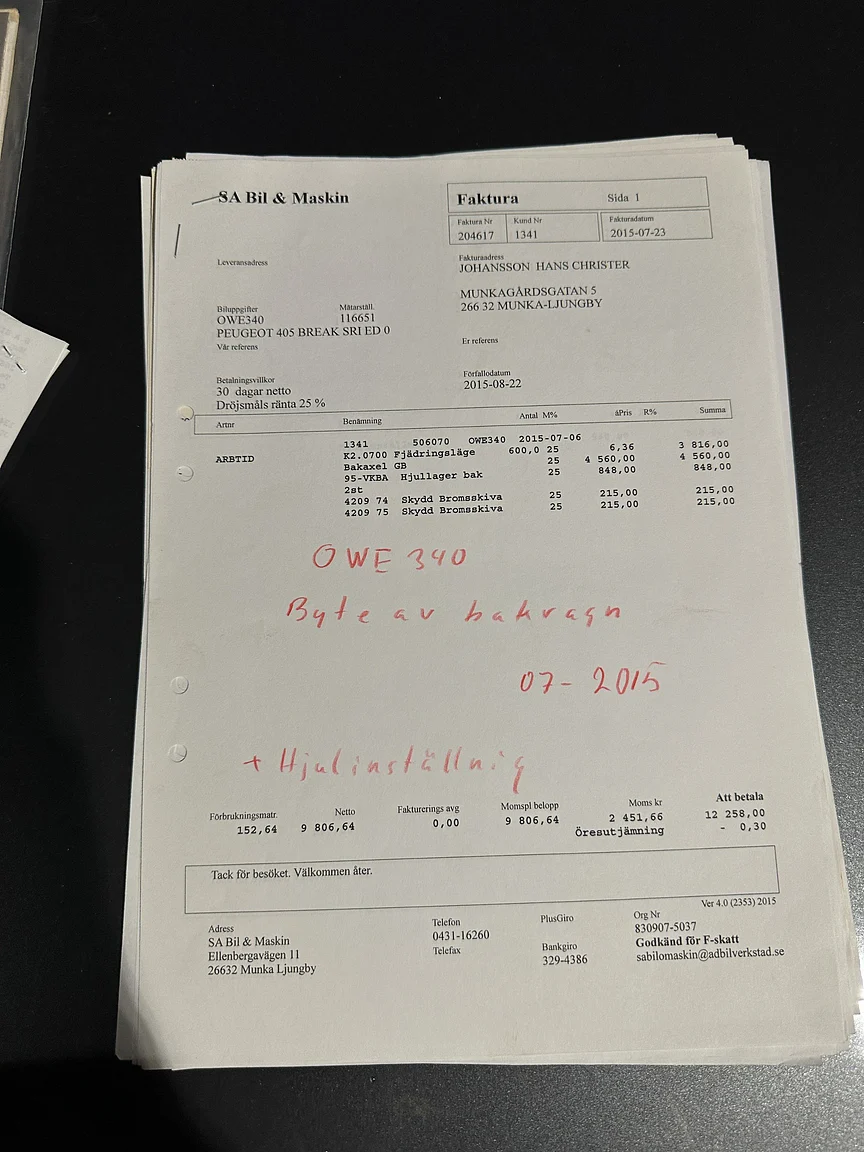 SA Bil & Maskin
Faktura Sida 1
Faktura Nr Kund Nr Fakturadatum
204617 1341 2015-07-23
Leveransadress
Fakturaadress
JOHANSSON HANS CHRISTER
MUNKAGÅRDSGATAN 5
266 32 MUNKA-LJUNGBY
Biluppgifter Mätarställ.
OWE340 116651
PEUGEOT 405 BREAK SRI ED 0
Vår referens
Er referens
Betalningsvillkor
30 dagar netto
Dröjsmåls ränta 25 %
Förfallodatum
2015-08-22
Artnr Benämning Antal M% àPris R% Summa
1341 506070 OWE340 2015-07-06
ARBTID K2.0700 Fjädringsläge 600,0 25 6,36 3 816,00
Bakaxel GB 25 4 560,00 4 560,00
95-VKBA Hjullager bak 25 848,00 848,00
2st
4209 74 Skydd Bromsskiva 25 215,00 215,00
4209 75 Skydd Bromsskiva 25 215,00 215,00
OWE 340
Byte av bakvagn
07-2015
+ Hjulinställnig
Förbrukningsmatr. Netto Fakturerings avg Momspl belopp Moms kr Att betala
152,64 9 806,64 0,00 9 806,64 2 451,66 12 258,00
Öresutjämning - 0,30
Tack för besöket. Välkommen åter.
Ver 4.0 (2353) 2015
Adress
SA Bil & Maskin
Ellenbergavägen 11
26632 Munka Ljungby
Telefon
0431-16260
Telefax
PlusGiro
Bankgiro
329-4386
Org Nr
830907-5037
Godkänd för F-skatt
sabilomaskin@adbilverkstad.se